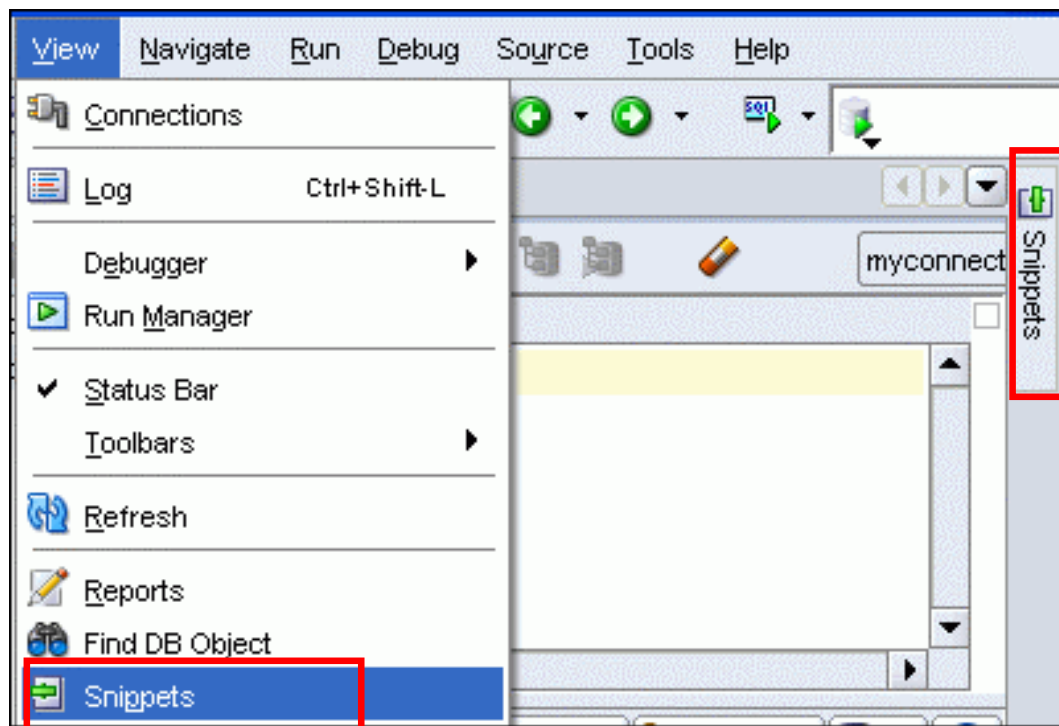 View Navigate Run Debug Source Tools Help
Connections
SQL
Log Ctrl+Shift-L
Debugger
myconnect
Snippets
Run Manager
Status Bar
Toolbars
Refresh
Reports
Find DB Object
Snippets